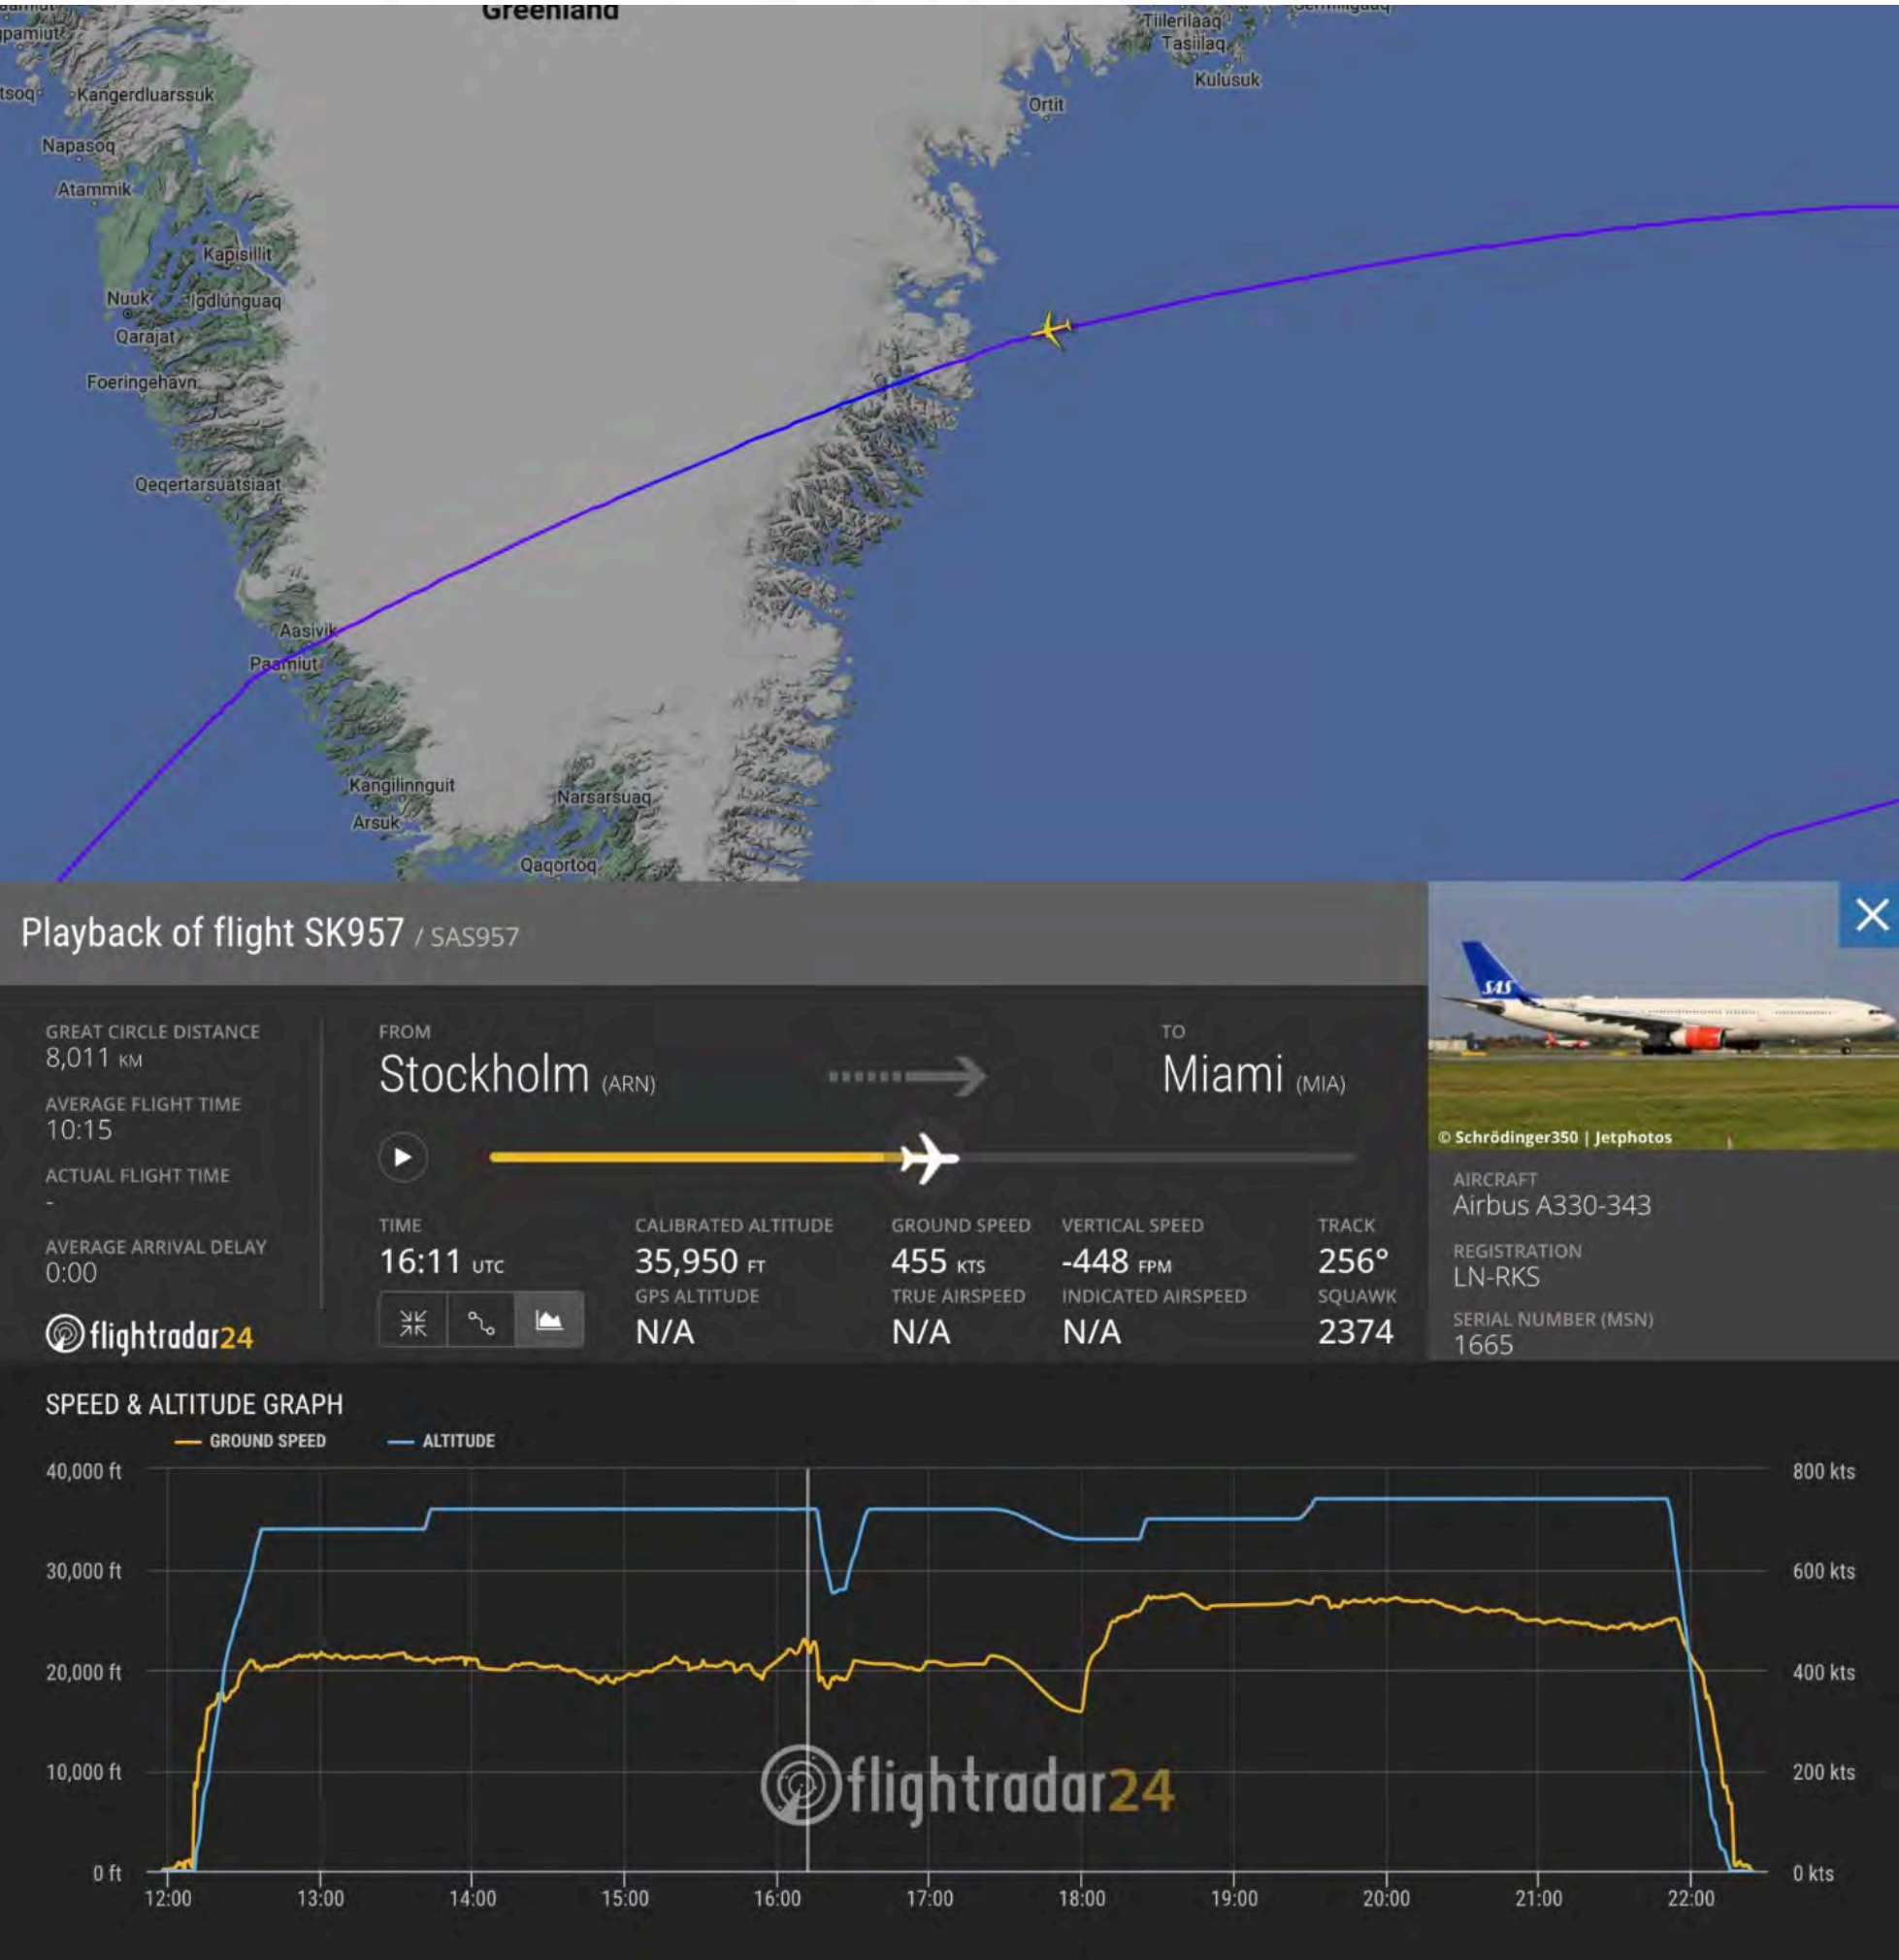 Greenland
Tiilerilaaq
Tasiilaq
Kulusuk
Kangerdluarssuk
Ortit
Napasoq
Atammik
Kapisillit
Nuuk
Igdlúnguaq
Qarajat
Foeringehavn
Qeqertarsuatsiaat
Aasivik
Paamiut
Kangilinnguit
Narsarsuaq
Arsuk
Qaqortoq
Playback of flight SK957 / SAS957
SAS
© Schrödinger350 | Jetphotos
GREAT CIRCLE DISTANCE
8,011 KM
AVERAGE FLIGHT TIME
10:15
ACTUAL FLIGHT TIME
-
AVERAGE ARRIVAL DELAY
0:00
flightradar24
FROM
Stockholm (ARN)
TO
Miami (MIA)
TIME
16:11 UTC
CALIBRATED ALTITUDE
35,950 FT
GPS ALTITUDE
N/A
GROUND SPEED
455 KTS
TRUE AIRSPEED
N/A
VERTICAL SPEED
-448 FPM
INDICATED AIRSPEED
N/A
TRACK
256°
SQUAWK
2374
AIRCRAFT
Airbus A330-343
REGISTRATION
LN-RKS
SERIAL NUMBER (MSN)
1665
SPEED & ALTITUDE GRAPH
GROUND SPEED ALTITUDE
40,000 ft 800 kts
30,000 ft 600 kts
20,000 ft 400 kts
10,000 ft 200 kts
flightradar24
0 ft 0 kts
12:00 13:00 14:00 15:00 16:00 17:00 18:00 19:00 20:00 21:00 22:00